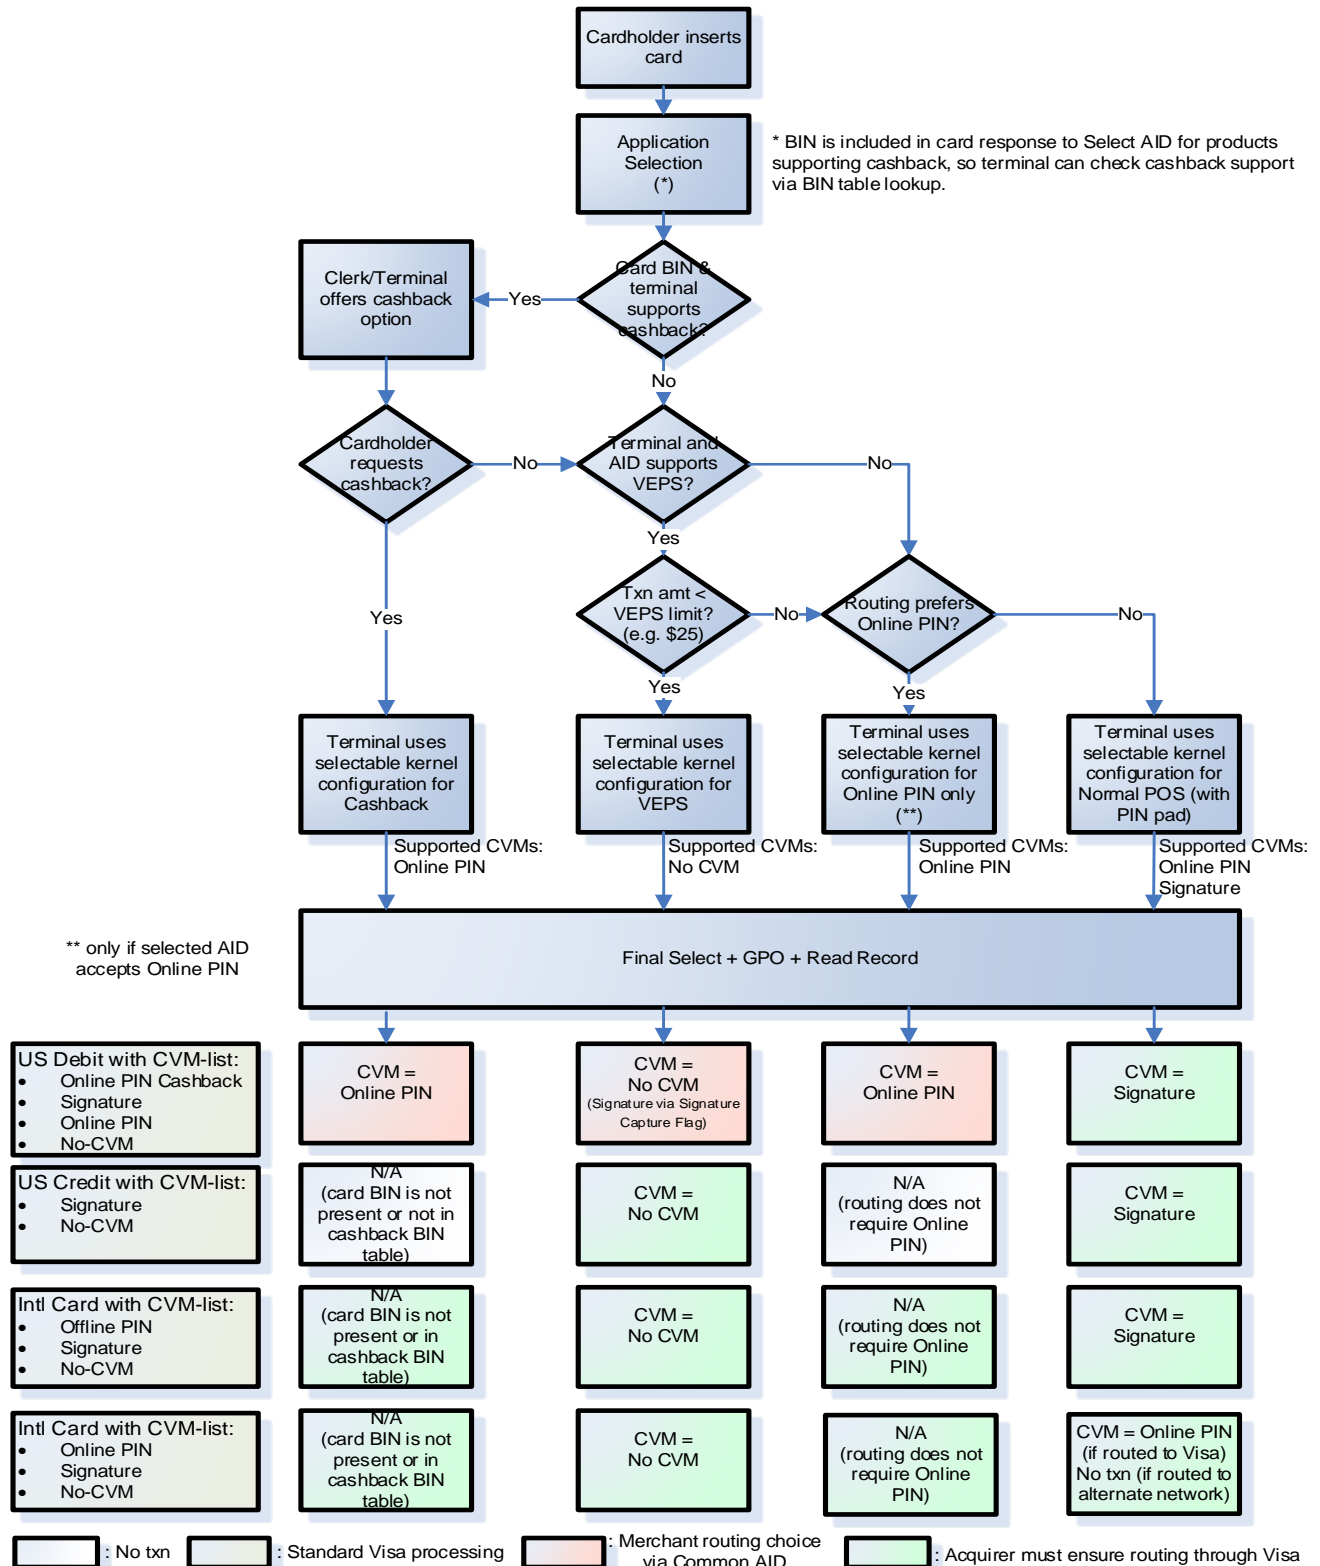 Cardholder inserts
card
Application
Selection
(*)
* BIN is included in card response to Select AID for products
supporting cashback, so terminal can check cashback support
via BIN table lookup.
Clerk/Terminal
offers cashback
option
Yes
Card BIN &
terminal
supports
cashback?
No
Cardholder
requests
cashback?
No
Terminal and
AID supports
VEPS?
No
Yes
Yes
Txn amt <
VEPS limit?
(e.g. $25)
No
Routing prefers
Online PIN?
No
Yes
Yes
Terminal uses
selectable kernel
configuration for
Cashback
Terminal uses
selectable kernel
configuration for
VEPS
Terminal uses
selectable kernel
configuration for
Online PIN only
(**)
Terminal uses
selectable kernel
configuration for
Normal POS (with
PIN pad)
Supported CVMs:
Online PIN
Supported CVMs:
No CVM
Supported CVMs:
Online PIN
Supported CVMs:
Online PIN
Signature
** only if selected AID
accepts Online PIN
Final Select + GPO + Read Record
US Debit with CVM-list:
• Online PIN Cashback
• Signature
• Online PIN
• No-CVM
CVM =
Online PIN
CVM =
No CVM
(Signature via Signature
Capture Flag)
CVM =
Online PIN
CVM =
Signature
US Credit with CVM-list:
• Signature
• No-CVM
N/A
(card BIN is not
present or not in
cashback BIN
table)
CVM =
No CVM
N/A
(routing does not
require Online
PIN)
CVM =
Signature
Intl Card with CVM-list:
• Offline PIN
• Signature
• No-CVM
N/A
(card BIN is not
present or in
cashback BIN
table)
CVM =
No CVM
N/A
(routing does not
require Online
PIN)
CVM =
Signature
Intl Card with CVM-list:
• Online PIN
• Signature
• No-CVM
N/A
(card BIN is not
present or in
cashback BIN
table)
CVM =
No CVM
N/A
(routing does not
require Online
PIN)
CVM = Online PIN
(if routed to Visa)
No txn (if routed to
alternate network)
: No txn
: Standard Visa processing
: Merchant routing choice
via Common AID
: Acquirer must ensure routing through Visa